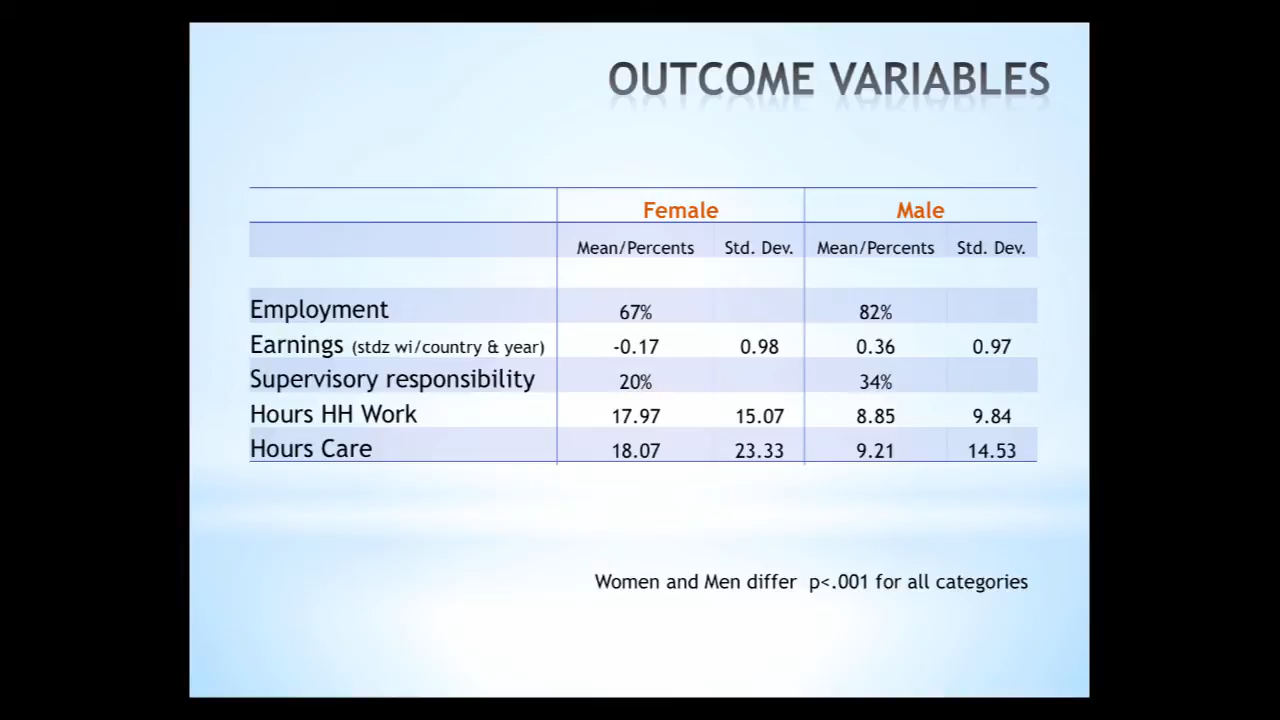 OUTCOME VARIABLES
Female Male
Mean/Percents Std. Dev. Mean/Percents Std. Dev.
Employment 67% 82%
Earnings (stdz wi/country & year) -0.17 0.98 0.36 0.97
Supervisory responsibility 20% 34%
Hours HH Work 17.97 15.07 8.85 9.84
Hours Care 18.07 23.33 9.21 14.53
Women and Men differ p<.001 for all categories